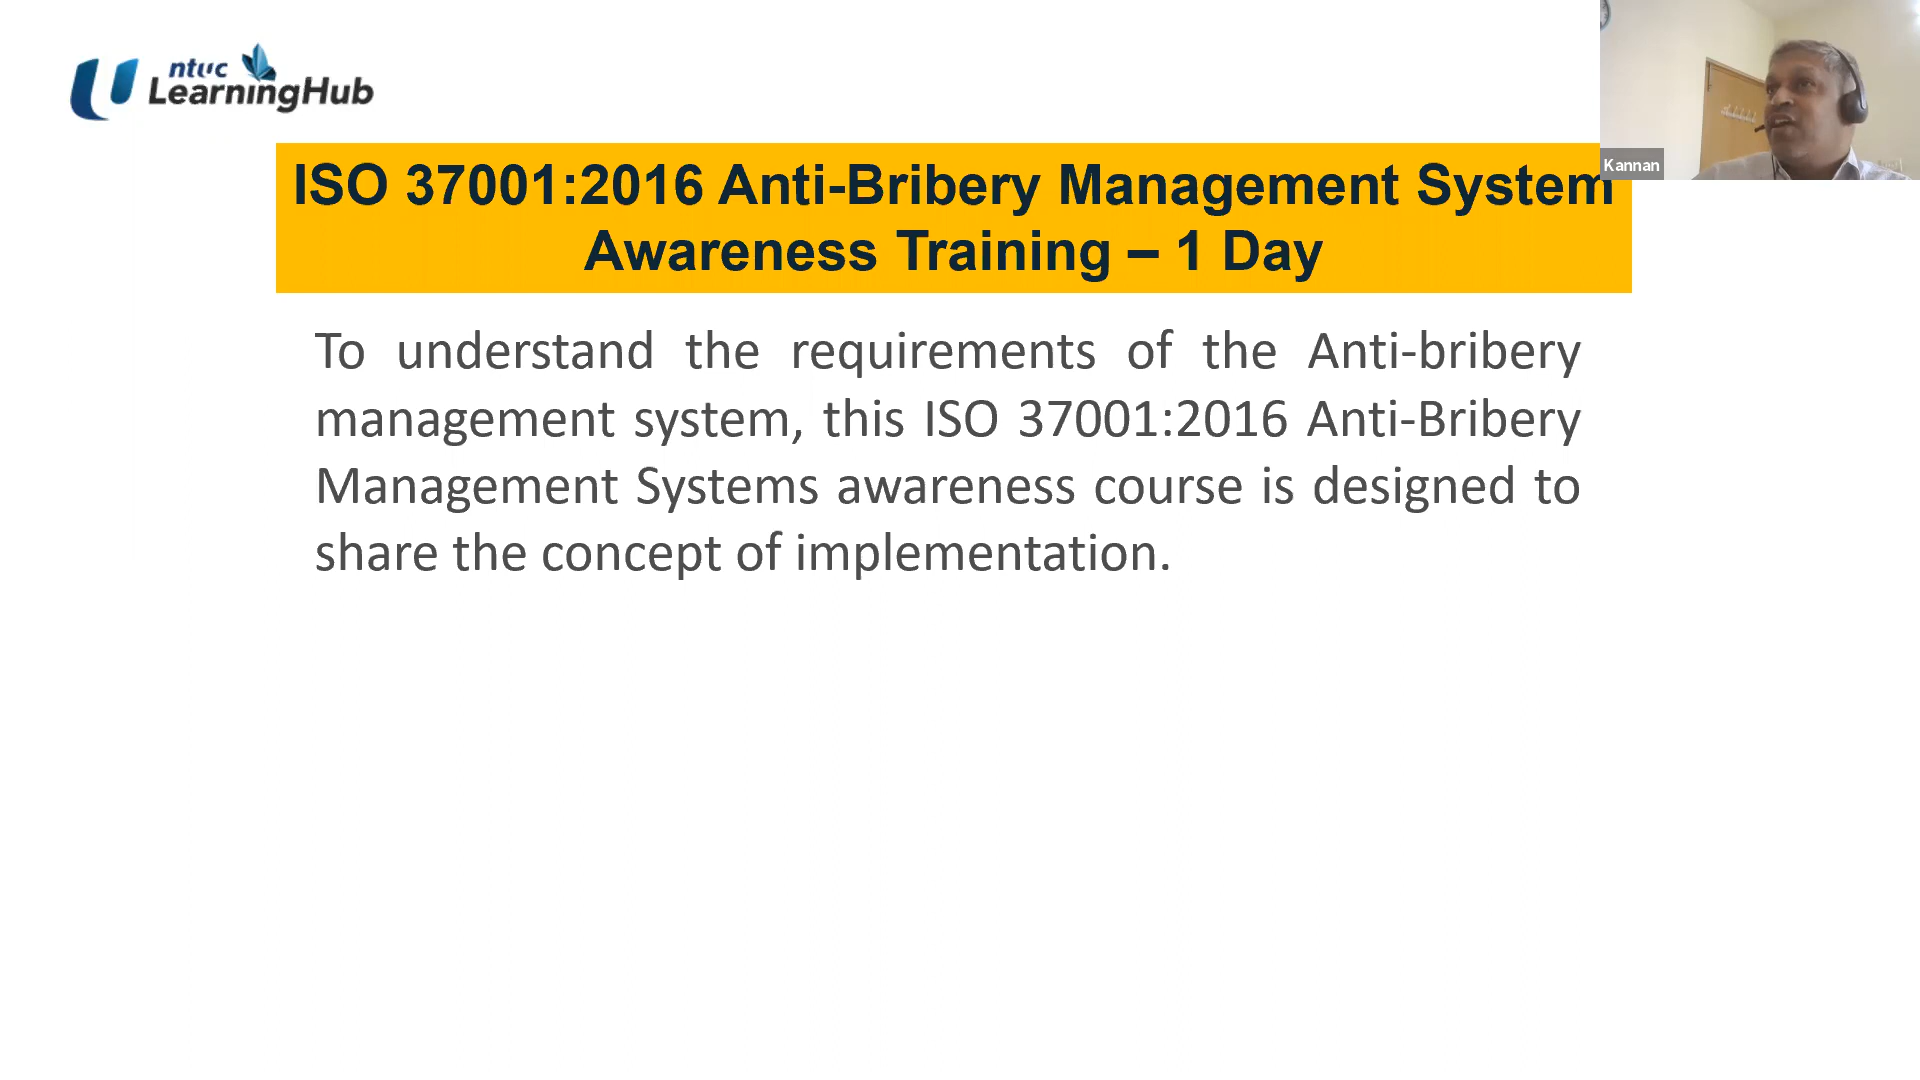 ntuc
LearningHub
Kannan
ISO 37001:2016 Anti-Bribery Management System
Awareness Training – 1 Day
To understand the requirements of the Anti-bribery
management system, this ISO 37001:2016 Anti-Bribery
Management Systems awareness course is designed to
share the concept of implementation.